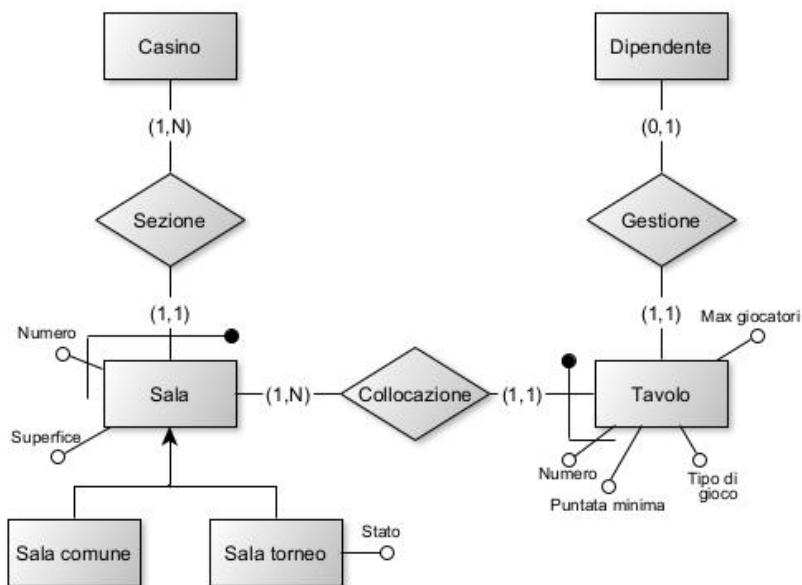 Casino
Dipendente
(1,N)
(0,1)
Sezione
Gestione
(1,1)
(1,1)
Numero
Max giocatori
Sala
(1,N)
Collocazione
(1,1)
Tavolo
Superfice
Numero
Puntata minima
Tipo di
gioco
Sala comune
Sala torneo
Stato